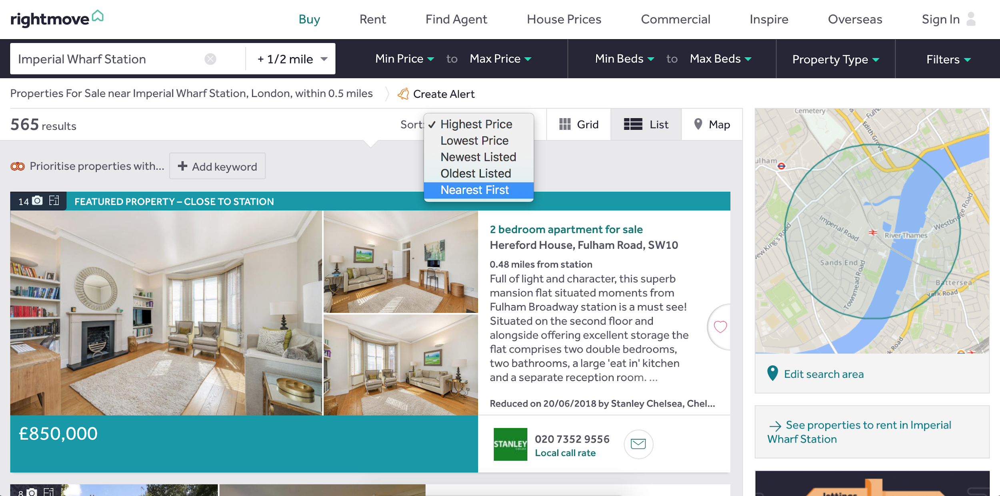 rightmove
Buy
Rent
Find Agent
House Prices
Commercial
Inspire
Overseas
Sign In
Imperial Wharf Station
+ 1/2 mile
Min Price to Max Price
Min Beds to Max Beds
Property Type
Filters
Properties For Sale near Imperial Wharf Station, London, within 0.5 miles
Create Alert
565 results
Sort:
✓ Highest Price
Lowest Price
Newest Listed
Oldest Listed
Nearest First
Grid
List
Map
Prioritise properties with...
+ Add keyword
14
FEATURED PROPERTY – CLOSE TO STATION
2 bedroom apartment for sale
Hereford House, Fulham Road, SW10
0.48 miles from station
Full of light and character, this superb
mansion flat situated moments from
Fulham Broadway station is a must see!
Situated on the second floor and
alongside offering excellent storage the
flat comprises two double bedrooms,
two bathrooms, a large 'eat in' kitchen
and a separate reception room. ...
Reduced on 20/06/2018 by Stanley Chelsea, Chel...
£850,000
STANLEY
020 7352 9556
Local call rate
8
Cemetery
Fulh
Edith Grove
ulham
Imperial Road
River Thames
Westbridge Road
ew King's Road
Sands End
Townmead Road
Battersea
York Road
rk Road
Edit search area
→ See properties to rent in Imperial
Wharf Station
lettings